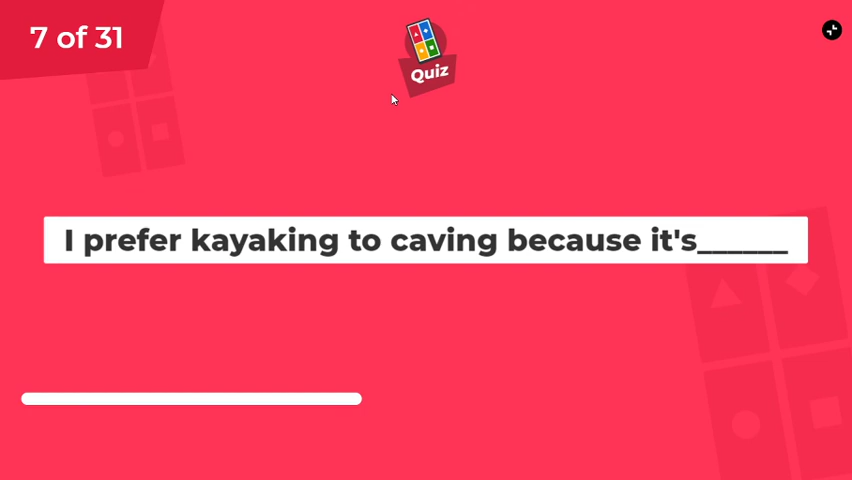 7 of 31
Quiz
I prefer kayaking to caving because it's______